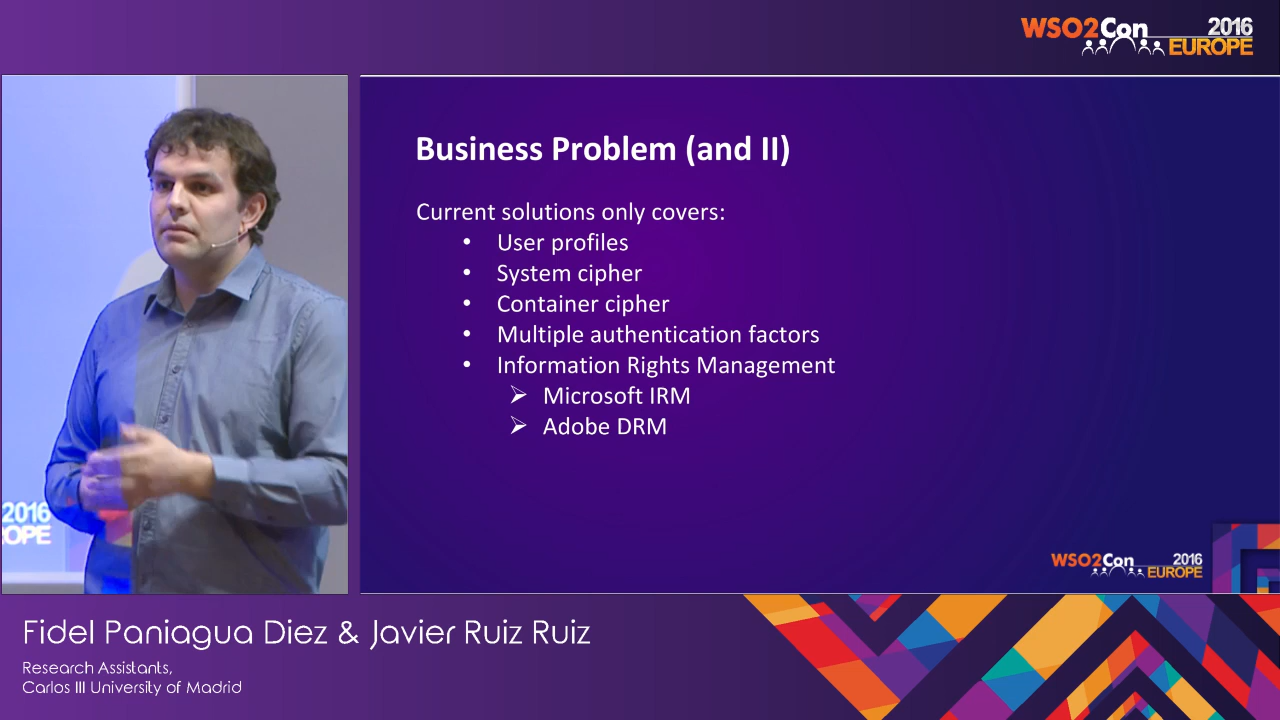 WSO2Con 2016
EUROPE
Business Problem (and II)
Current solutions only covers:
• User profiles
• System cipher
• Container cipher
• Multiple authentication factors
• Information Rights Management
➢ Microsoft IRM
➢ Adobe DRM
2016
OPE
WSO2Con 2016
EUROPE
Fidel Paniagua Diez & Javier Ruiz Ruiz
Research Assistants,
Carlos III University of Madrid